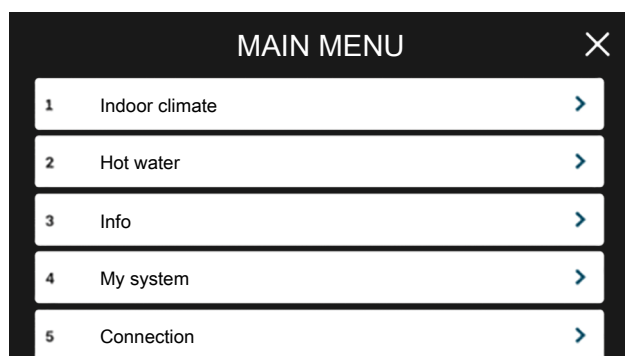 MAIN MENU
1 Indoor climate
2 Hot water
3 Info
4 My system
5 Connection